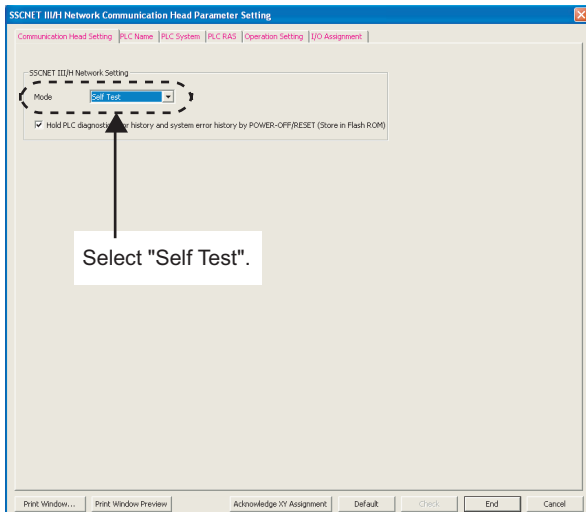 SSCNET III/H Network Communication Head Parameter Setting
Communication Head Setting PLC Name PLC System PLC RAS Operation Setting I/O Assignment
SSCNET III/H Network Setting
Mode Self Test
Hold PLC diagnostic error history and system error history by POWER-OFF/RESET (Store in Flash ROM)
Select "Self Test".
Print Window... Print Window Preview Acknowledge XY Assignment Default Check End Cancel